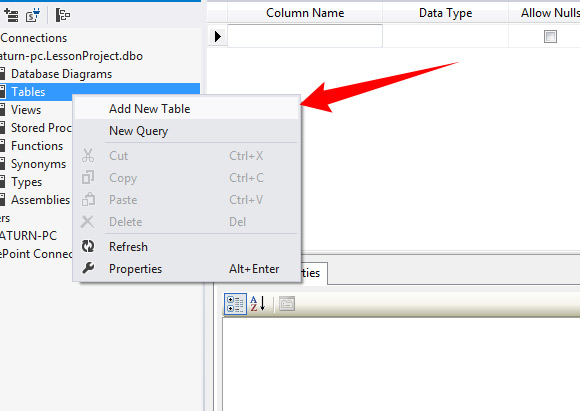 Column Name Data Type Allow Nulls
Connections
aturn-pc.LessonProject.dbo
Database Diagrams
Tables
Views
Stored Proc
Functions
Synonyms
Types
Assemblies
ers
ATURN-PC
ePoint Connec
Add New Table
New Query
Cut Ctrl+X
Copy Ctrl+C
Paste Ctrl+V
Delete Del
Refresh
Properties Alt+Enter
rties
A
Z